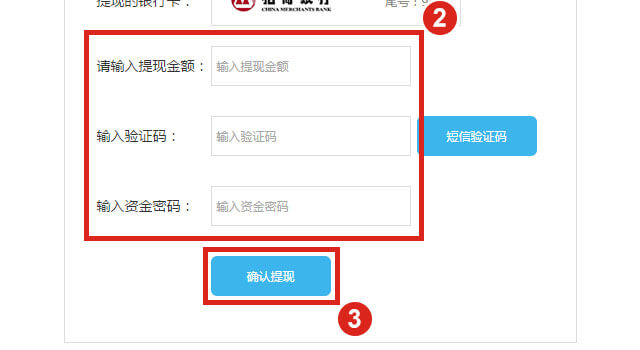 提现的银行卡： 招商银行 尾号：9
CHINA MERCHANTS BANK
2
请输入提现金额： 输入提现金额
输入验证码： 输入验证码 短信验证码
输入资金密码： 输入资金密码
确认提现
3